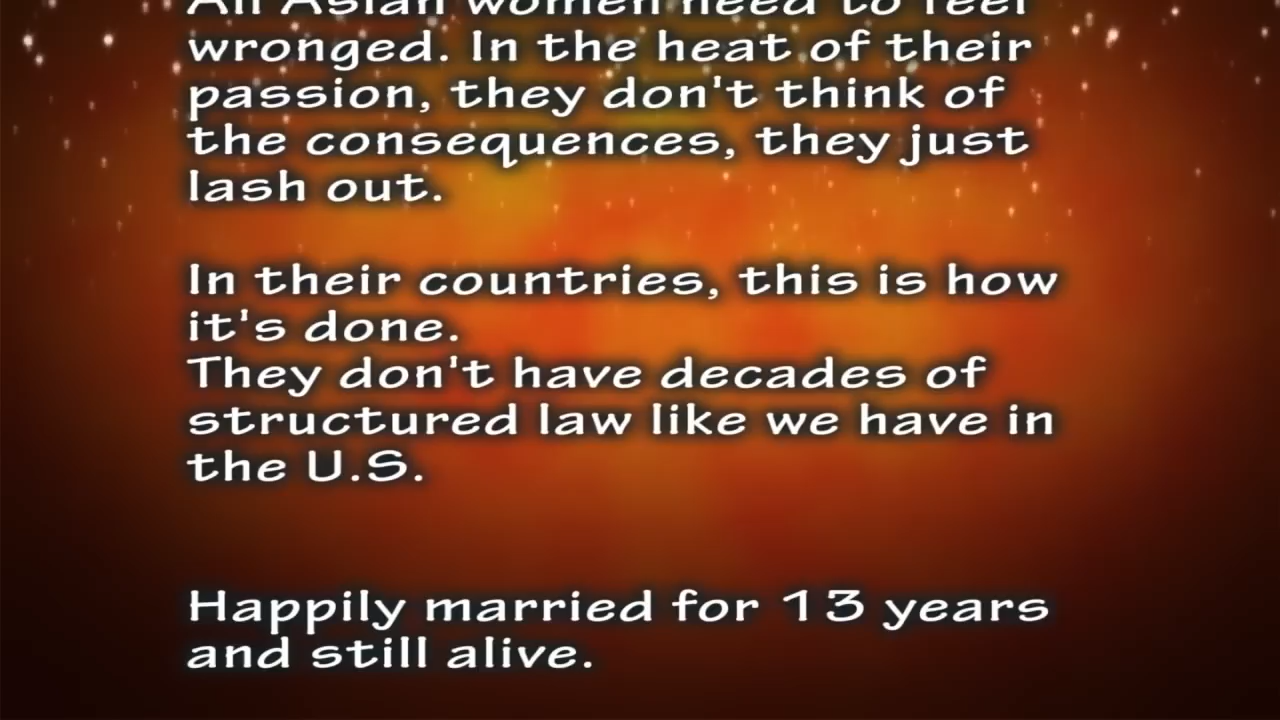 All Asian women need to feel
wronged. In the heat of their
passion, they don't think of
the consequences, they just
lash out.
In their countries, this is how
it's done.
They don't have decades of
structured law like we have in
the U.S.
Happily married for 13 years
and still alive.